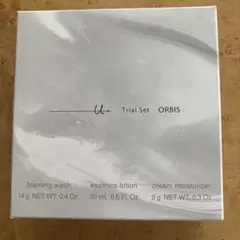 u Trial Set ORBIS
foaming wash essence lotion cream moisturizer
14 g NET WT 0.4 Oz. 20 mL 0.6 fl. Oz. 9 g NET WT 0.3 Oz.